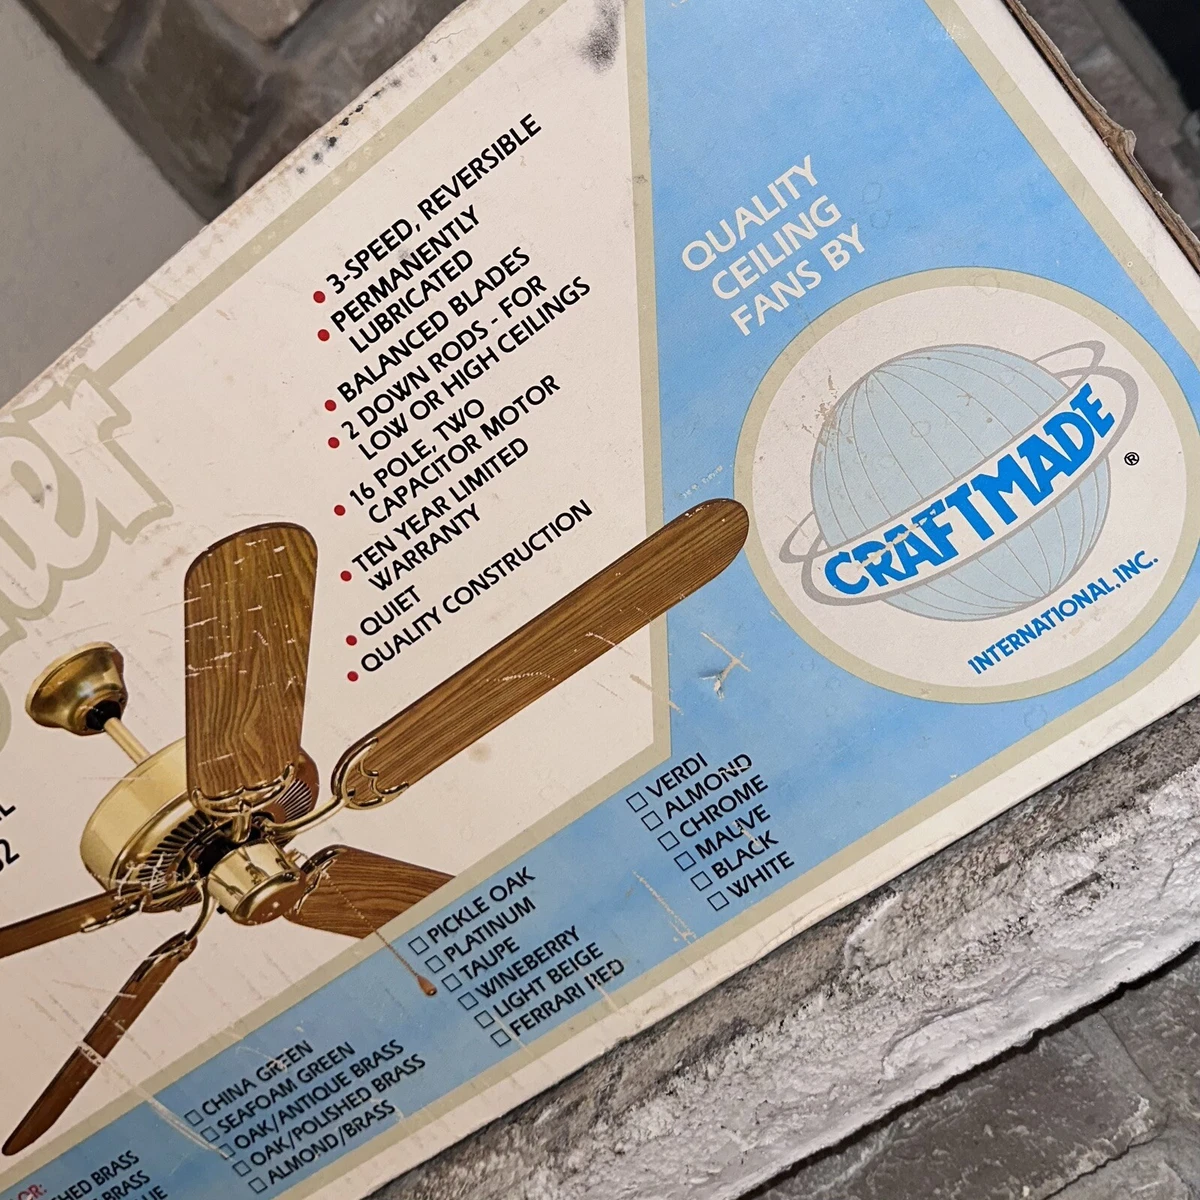 3-SPEED, REVERSIBLE
PERMANENTLY
LUBRICATED
BALANCED BLADES
2 DOWN RODS - FOR
LOW OR HIGH CEILINGS
16 POLE, TWO
CAPACITOR MOTOR
TEN YEAR LIMITED
WARRANTY
QUIET
QUALITY CONSTRUCTION
QUALITY
CEILING
FANS BY
CRAFTMADE®
INTERNATIONAL, INC.
VERDI
ALMOND
CHROME
MAUVE
BLACK
WHITE
PICKLE OAK
PLATINUM
TAUPE
WINEBERRY
LIGHT BEIGE
FERRARI RED
CHINA GREEN
SEAFOAM GREEN
OAK/ANTIQUE BRASS
OAK/POLISHED BRASS
ALMOND/BRASS
BRASS
BRASS